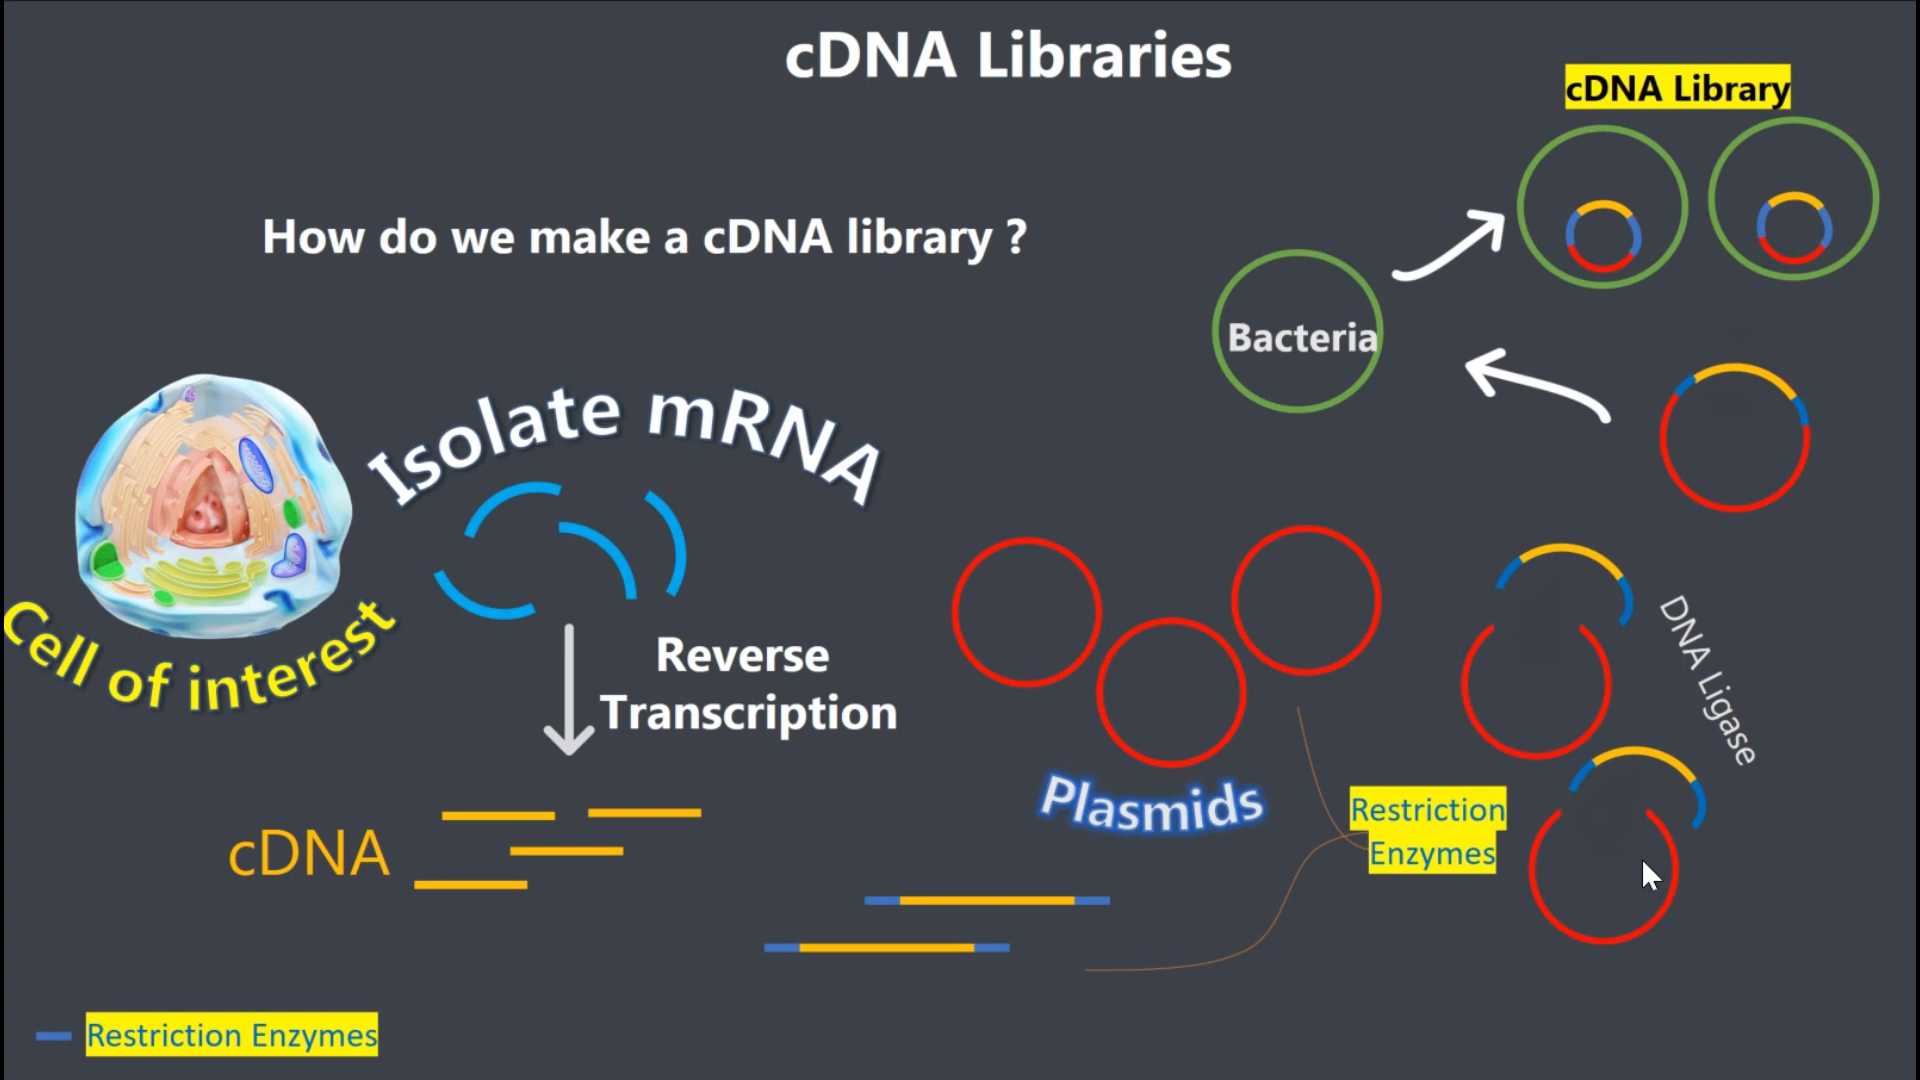 cDNA Libraries
cDNA Library
How do we make a cDNA library ?
Bacteria
Isolate mRNA
Cell of interest
Reverse
Transcription
DNA Ligase
Plasmids
Restriction
Enzymes
cDNA
Restriction Enzymes